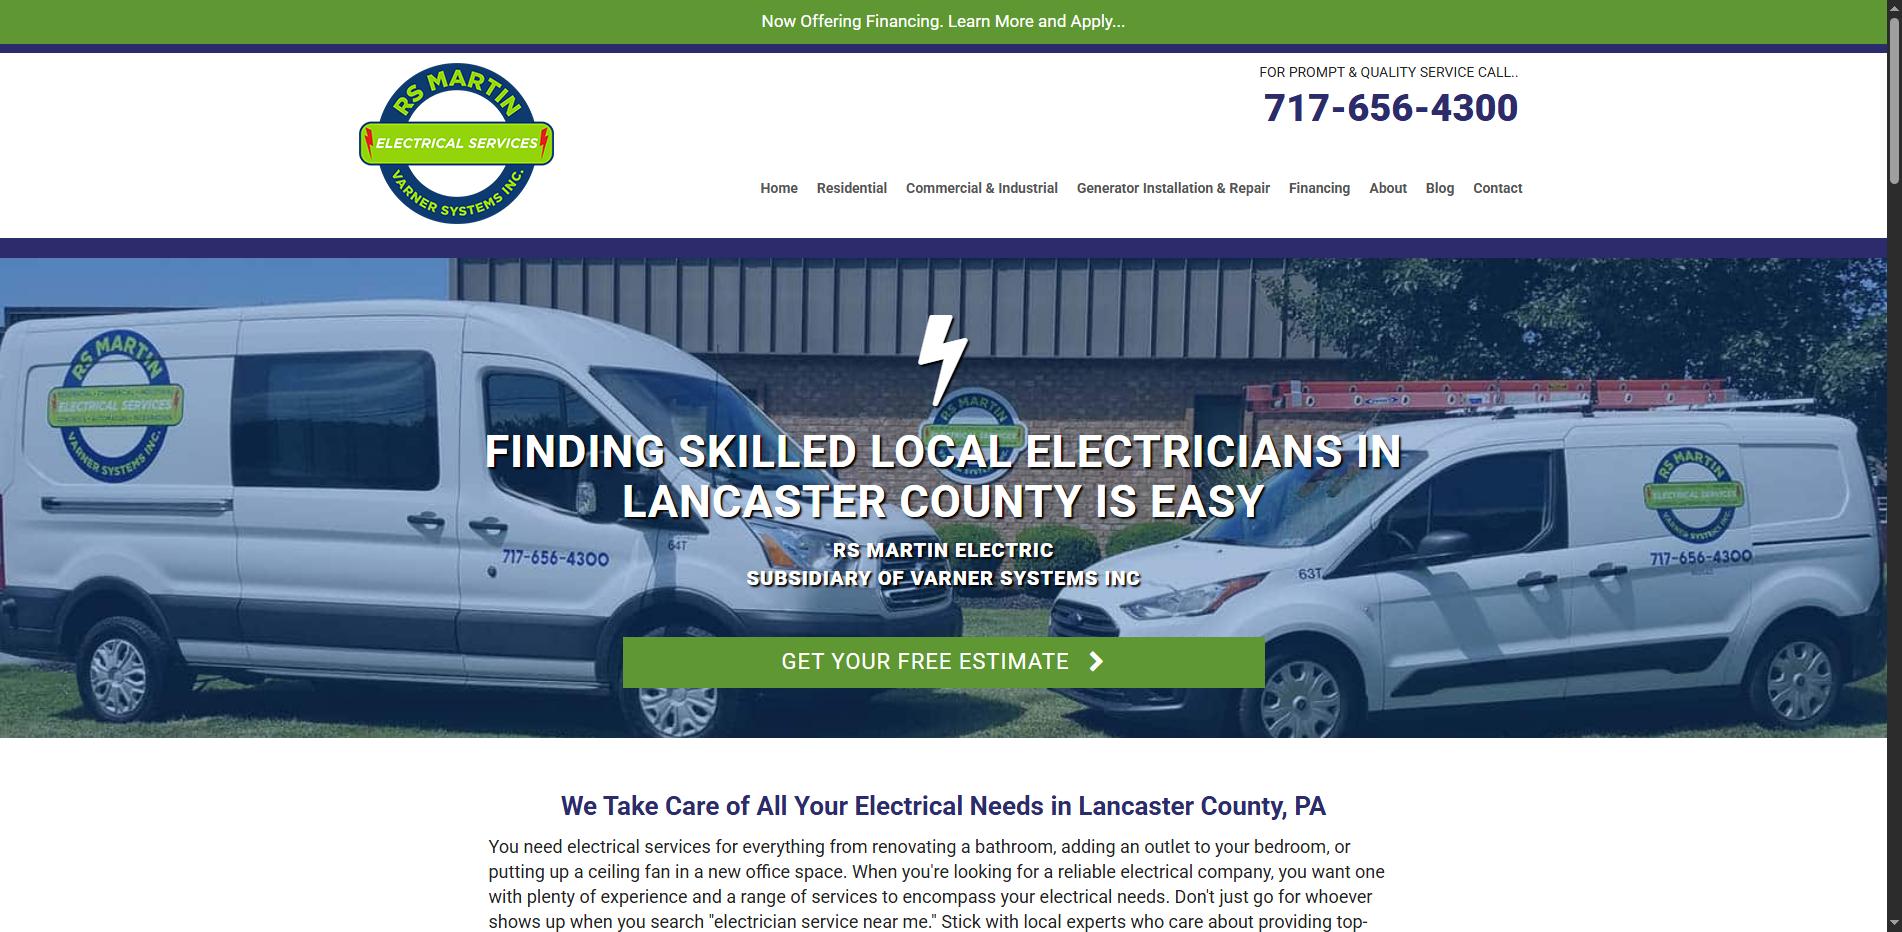 Now Offering Financing. Learn More and Apply...
RS MARTIN
ELECTRICAL SERVICES
VARNER SYSTEMS INC.
FOR PROMPT & QUALITY SERVICE CALL..
717-656-4300
Home Residential Commercial & Industrial Generator Installation & Repair Financing About Blog Contact
RS MARTIN
ELECTRICAL SERVICES
VARNER SYSTEMS INC.
717-656-4300
64T
RS MARTIN
FINDING SKILLED LOCAL ELECTRICIANS IN
LANCASTER COUNTY IS EASY
RS MARTIN ELECTRIC
SUBSIDIARY OF VARNER SYSTEMS INC
GET YOUR FREE ESTIMATE
63T
RS MARTIN
ELECTRICAL SERVICES
VARNER SYSTEMS INC.
717-656-4300
We Take Care of All Your Electrical Needs in Lancaster County, PA
You need electrical services for everything from renovating a bathroom, adding an outlet to your bedroom, or
putting up a ceiling fan in a new office space. When you're looking for a reliable electrical company, you want one
with plenty of experience and a range of services to encompass your electrical needs. Don't just go for whoever
shows up when you search "electrician service near me." Stick with local experts who care about providing top-